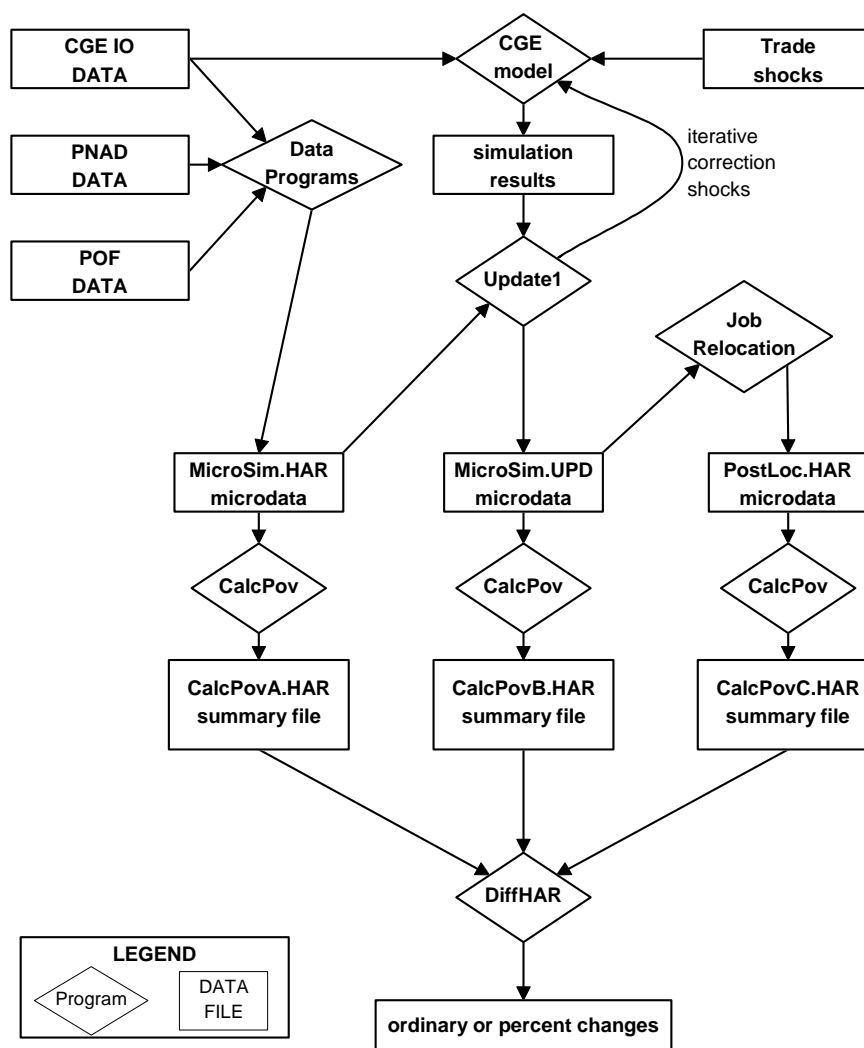 CGE IO
DATA
CGE
model
Trade
shocks
PNAD
DATA
Data
Programs
simulation
results
iterative
correction
shocks
POF
DATA
Update1
Job
Relocation
MicroSim.HAR
microdata
MicroSim.UPD
microdata
PostLoc.HAR
microdata
CalcPov
CalcPov
CalcPov
CalcPovA.HAR
summary file
CalcPovB.HAR
summary file
CalcPovC.HAR
summary file
DiffHAR
LEGEND
Program
DATA
FILE
ordinary or percent changes